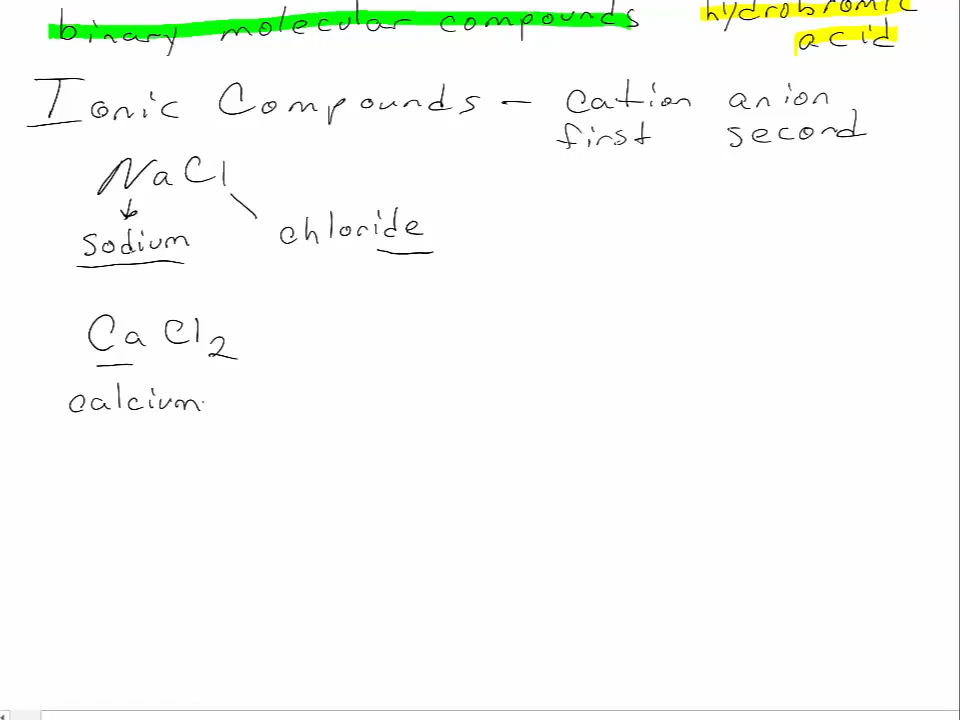 binary molecular compounds hydrobromic
acid
Ionic Compounds - cation anion
first second
NaCl
sodium chloride
CaCl2
calcium